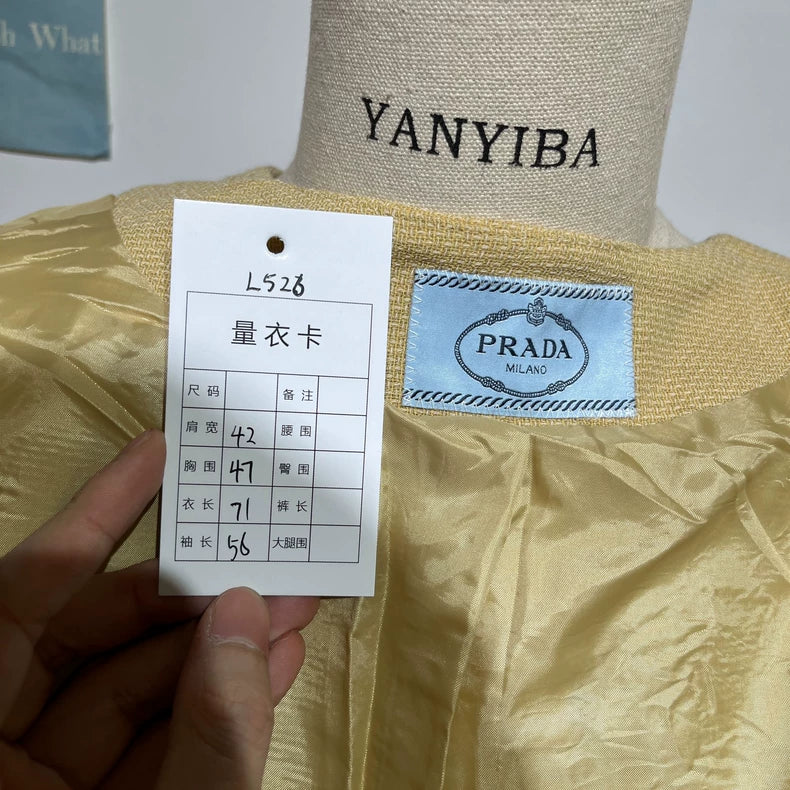 h What
YANYIBA
L526
量衣卡
尺码 备注
肩宽 42 腰围
胸围 47 臀围
衣长 71 裤长
袖长 56 大腿围
PRADA
MILANO